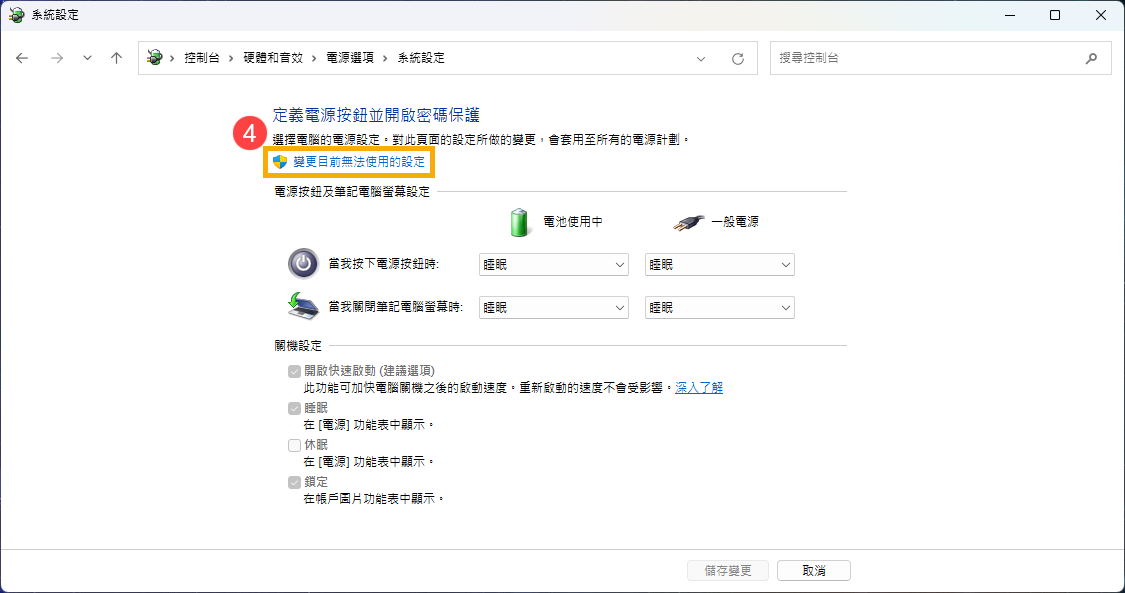 系統設定
控制台 › 硬體和音效 › 電源選項 › 系統設定
搜尋控制台
定義電源按鈕並開啟密碼保護
4
選擇電腦的電源設定。對此頁面的設定所做的變更，會套用至所有的電源計劃。
變更目前無法使用的設定
電源按鈕及筆記電腦螢幕設定
電池使用中 一般電源
當我按下電源按鈕時: 睡眠 睡眠
當我關閉筆記電腦螢幕時: 睡眠 睡眠
關機設定
開啟快速啟動 (建議選項)
此功能可加快電腦關機之後的啟動速度。重新啟動的速度不會受影響。深入了解
睡眠
在 [電源] 功能表中顯示。
休眠
在 [電源] 功能表中顯示。
鎖定
在帳戶圖片功能表中顯示。
儲存變更 取消